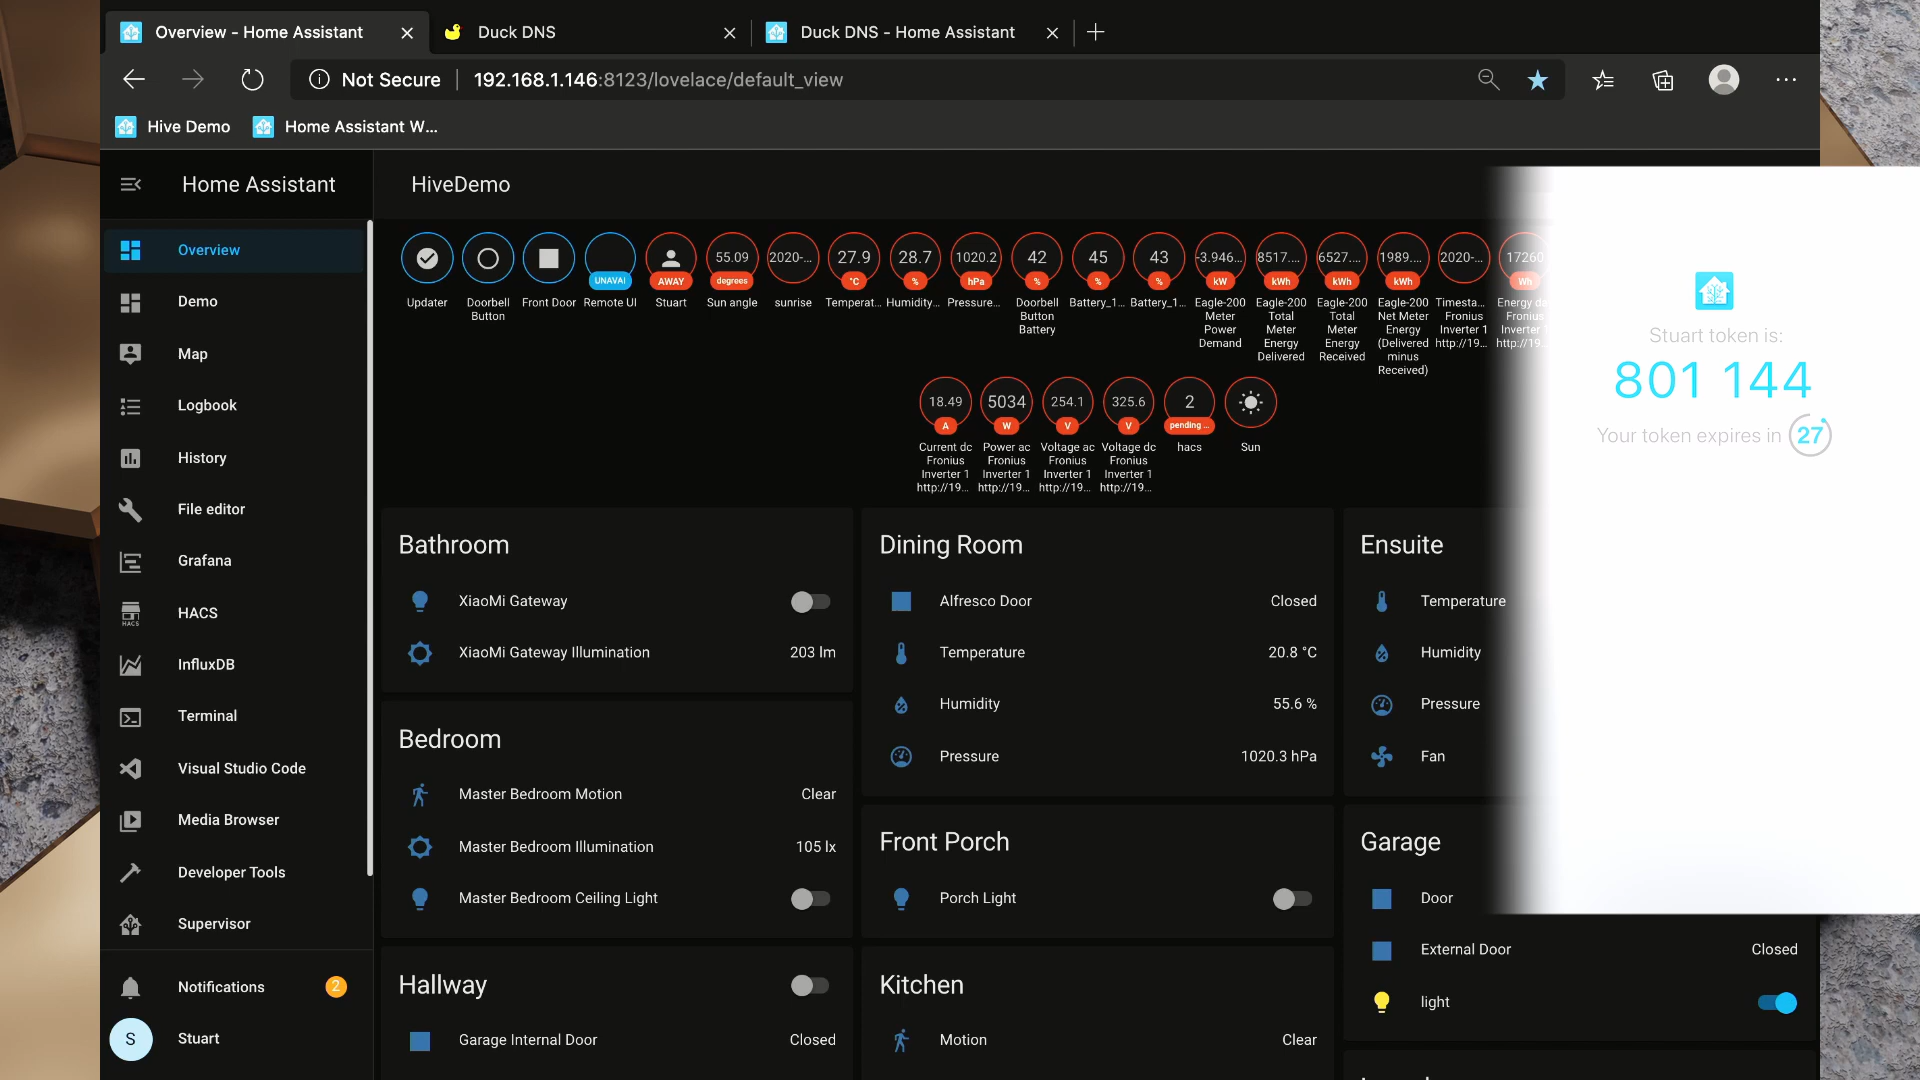 Overview - Home Assistant
Duck DNS
Duck DNS - Home Assistant
Not Secure
192.168.1.146:8123/lovelace/default_view
Hive Demo
Home Assistant W...
Home Assistant
HiveDemo
Overview
Demo
Map
Logbook
History
File editor
Grafana
HACS
HACS
InfluxDB
Terminal
Visual Studio Code
Media Browser
Developer Tools
Supervisor
Notifications
2
S
Stuart
Updater
Doorbell
Button
Front Door
UNAVAI
Remote UI
AWAY
Stuart
55.09
degrees
Sun angle
2020-...
sunrise
27.9
°C
Temperat...
28.7
%
Humidity...
1020.2
hPa
Pressure...
42
%
Doorbell
Button
Battery
45
%
Battery_1...
43
%
Battery_1...
-3.946...
kW
Eagle-200
Meter
Power
Demand
8517....
kWh
Eagle-200
Total
Meter
Energy
Delivered
6527....
kWh
Eagle-200
Total
Meter
Energy
Received
1989....
kWh
Eagle-200
Net Meter
Energy
(Delivered
minus
Received)
2020-...
Timesta...
Fronius
Inverter 1
http://19...
17260
Wh
Energy da
Fronius
Inverter 1
http://19...
18.49
A
Current dc
Fronius
Inverter 1
http://19...
5034
W
Power ac
Fronius
Inverter 1
http://19...
254.1
V
Voltage ac
Fronius
Inverter 1
http://19...
325.6
V
Voltage dc
Fronius
Inverter 1
http://19...
2
pending ...
hacs
Sun
Bathroom
XiaoMi Gateway
XiaoMi Gateway Illumination 203 lm
Bedroom
Master Bedroom Motion Clear
Master Bedroom Illumination 105 lx
Master Bedroom Ceiling Light
Hallway
Garage Internal Door Closed
Dining Room
Alfresco Door Closed
Temperature 20.8 °C
Humidity 55.6 %
Pressure 1020.3 hPa
Front Porch
Porch Light
Kitchen
Motion Clear
Ensuite
Temperature
Humidity
Pressure
Fan
Garage
Door
External Door Closed
light
Stuart token is:
801 144
Your token expires in 27